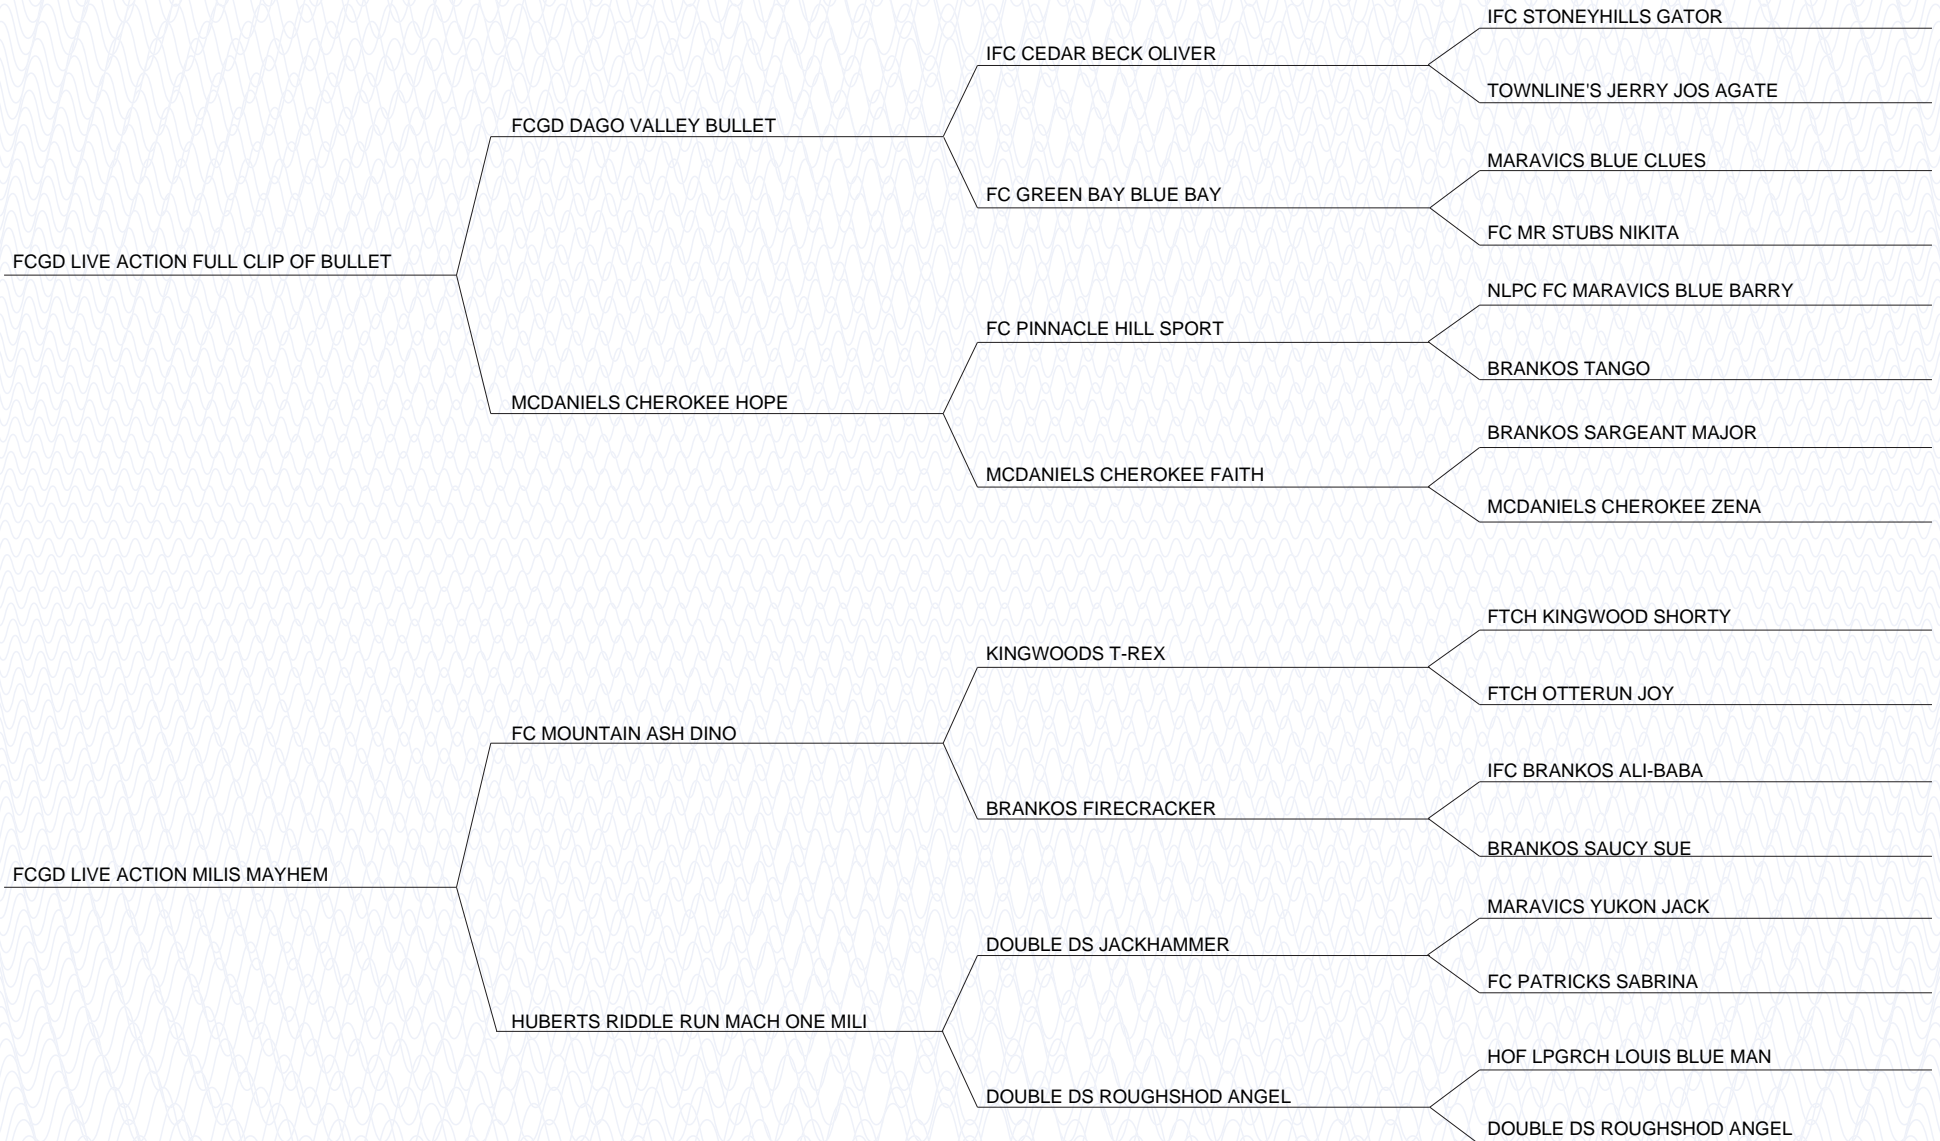 IFC STONEYHILLS GATOR
IFC CEDAR BECK OLIVER
TOWNLINE'S JERRY JOS AGATE
FCGD DAGO VALLEY BULLET
MARAVICS BLUE CLUES
FC GREEN BAY BLUE BAY
FC MR STUBS NIKITA
FCGD LIVE ACTION FULL CLIP OF BULLET
NLPC FC MARAVICS BLUE BARRY
FC PINNACLE HILL SPORT
BRANKOS TANGO
MCDANIELS CHEROKEE HOPE
BRANKOS SARGEANT MAJOR
MCDANIELS CHEROKEE FAITH
MCDANIELS CHEROKEE ZENA
FTCH KINGWOOD SHORTY
KINGWOODS T-REX
FTCH OTTERUN JOY
FC MOUNTAIN ASH DINO
IFC BRANKOS ALI-BABA
BRANKOS FIRECRACKER
BRANKOS SAUCY SUE
FCGD LIVE ACTION MILIS MAYHEM
MARAVICS YUKON JACK
DOUBLE DS JACKHAMMER
FC PATRICKS SABRINA
HUBERTS RIDDLE RUN MACH ONE MILI
HOF LPGRCH LOUIS BLUE MAN
DOUBLE DS ROUGHSHOD ANGEL
DOUBLE DS ROUGHSHOD ANGEL